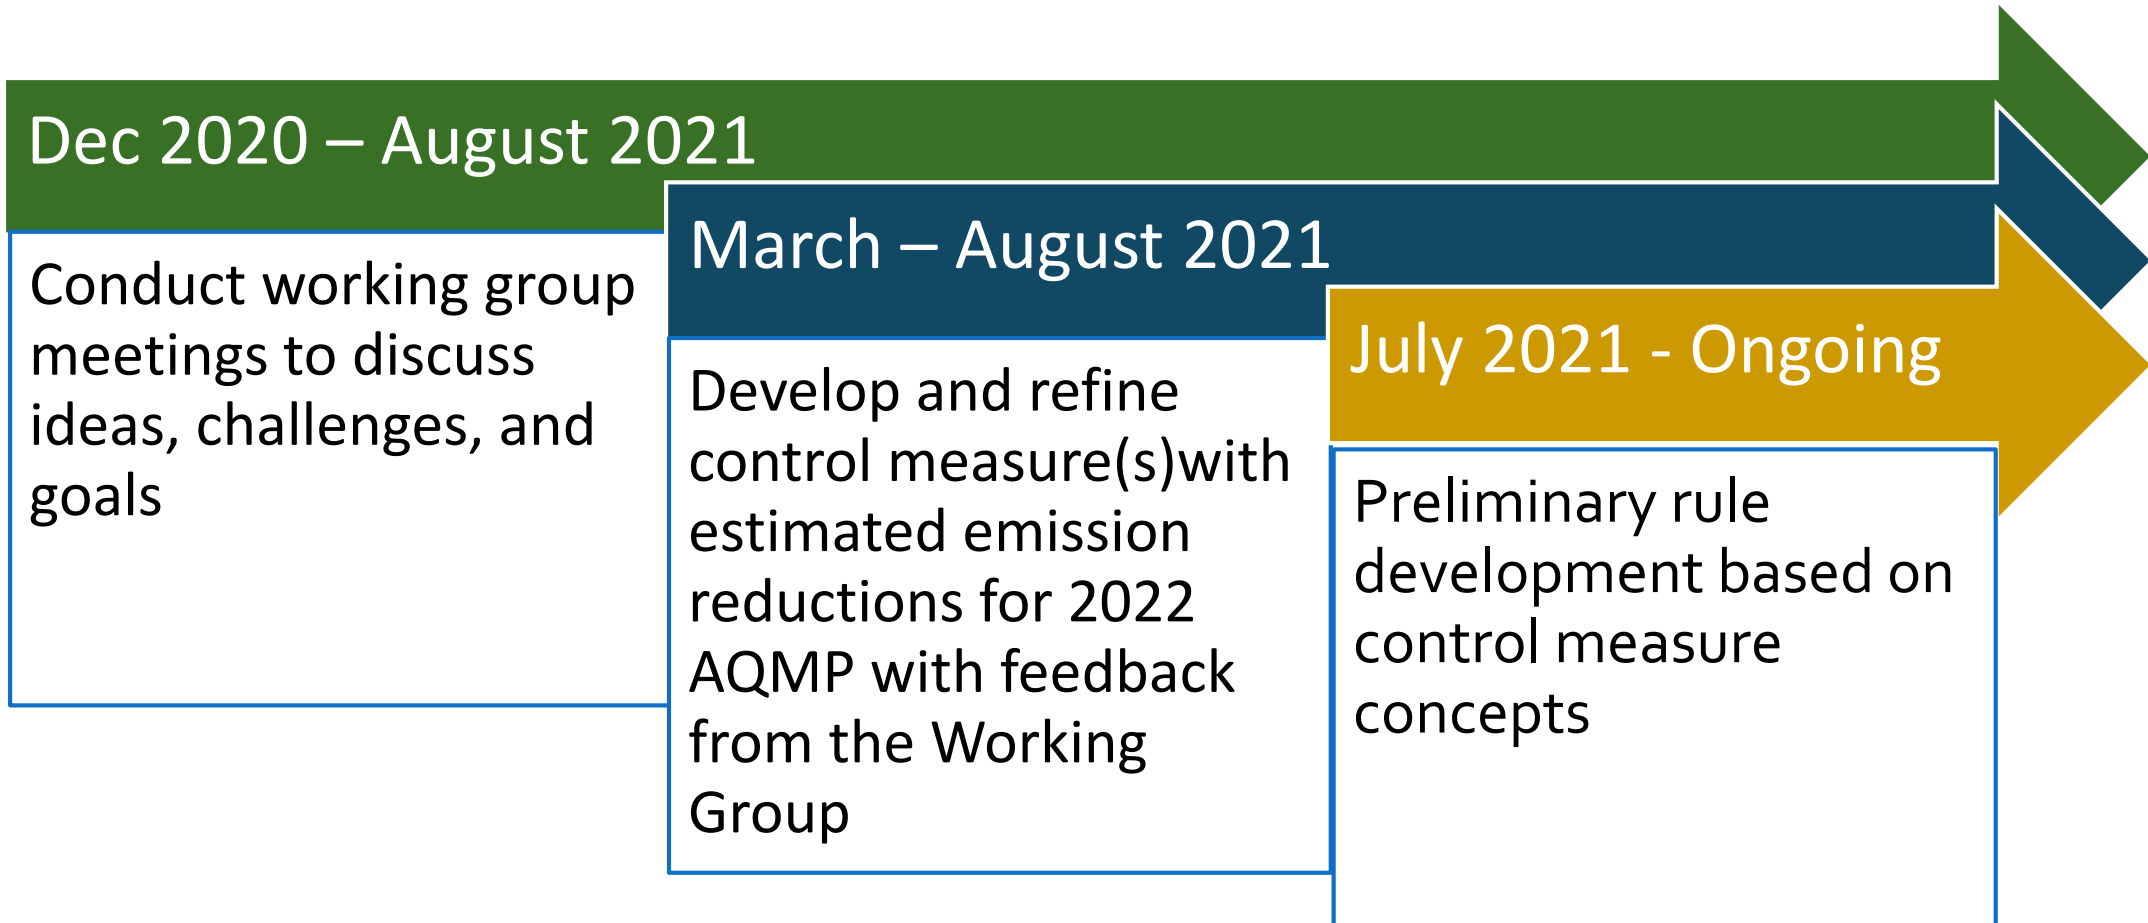 Dec 2020 – August 2021
Conduct working group
meetings to discuss
ideas, challenges, and
goals
March – August 2021
Develop and refine
control measure(s)with
estimated emission
reductions for 2022
AQMP with feedback
from the Working
Group
July 2021 - Ongoing
Preliminary rule
development based on
control measure
concepts